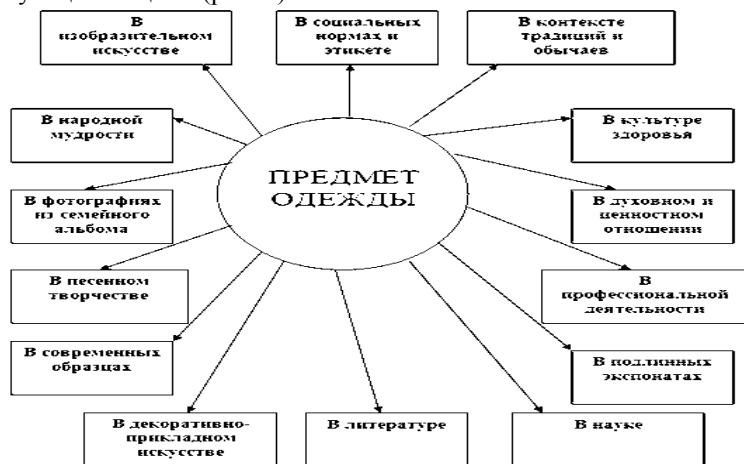 В
изобразительном
искусстве
В социальных
нормах и
этикете
В контексте
традиций и
обычаев
В народной
мудрости
В культуре
здоровья
ПРЕДМЕТ
ОДЕЖДЫ
В фотографиях
из семейного
альбома
В духовном и
ценностном
отношении
В песенном
творчестве
В
профессиональной
деятельности
В современных
образцах
В подлинных
экспонатах
В декоративно-
прикладном
искусстве
В литературе
В науке